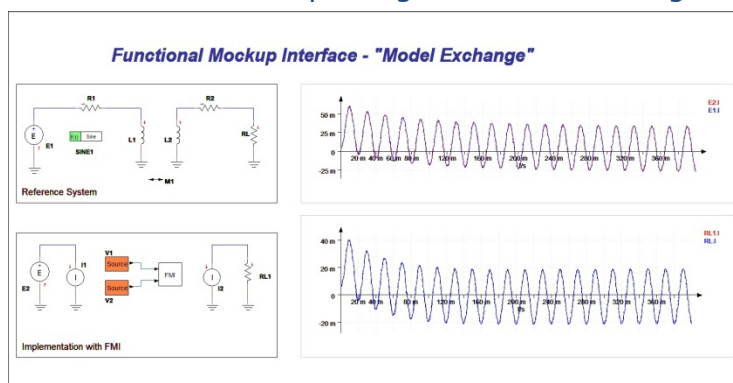 Functional Mockup Interface - "Model Exchange"
R1
R2
E
E1
f(t)
Sine
SINE1
L1
L2
RL
M1
Reference System
E2.I
E1.I
50 m
25 m
0
-25 m
20 m 40 m 60 m 80 m 120 m 160 m 200 m 240 m 280 m 320 m 360 m
t/s
E
E2
I
I1
V1
Source
Source
V2
FMI
I
I2
RL1
Implementation with FMI
RL1.I
RL.I
40 m
20 m
0
-20 m
20 m 40 m 80 m 120 m 160 m 200 m 240 m 280 m 320 m 360 m
t/s